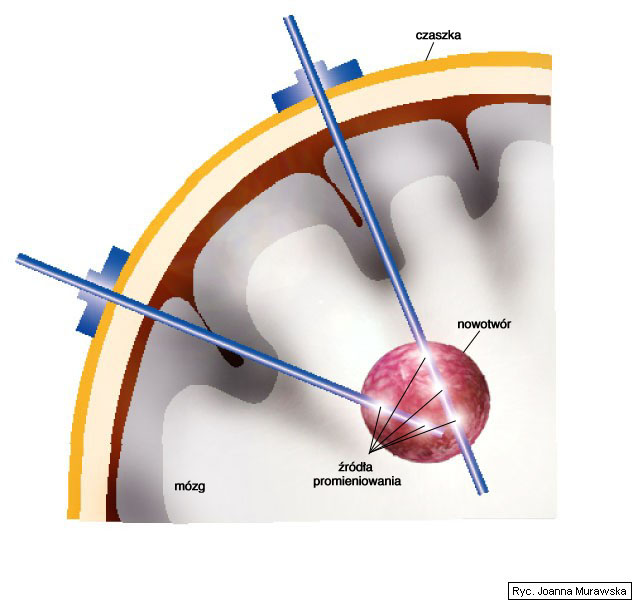 czaszka
nowotwór
źródła
promieniowania
mózg
Ryc. Joanna Murawska